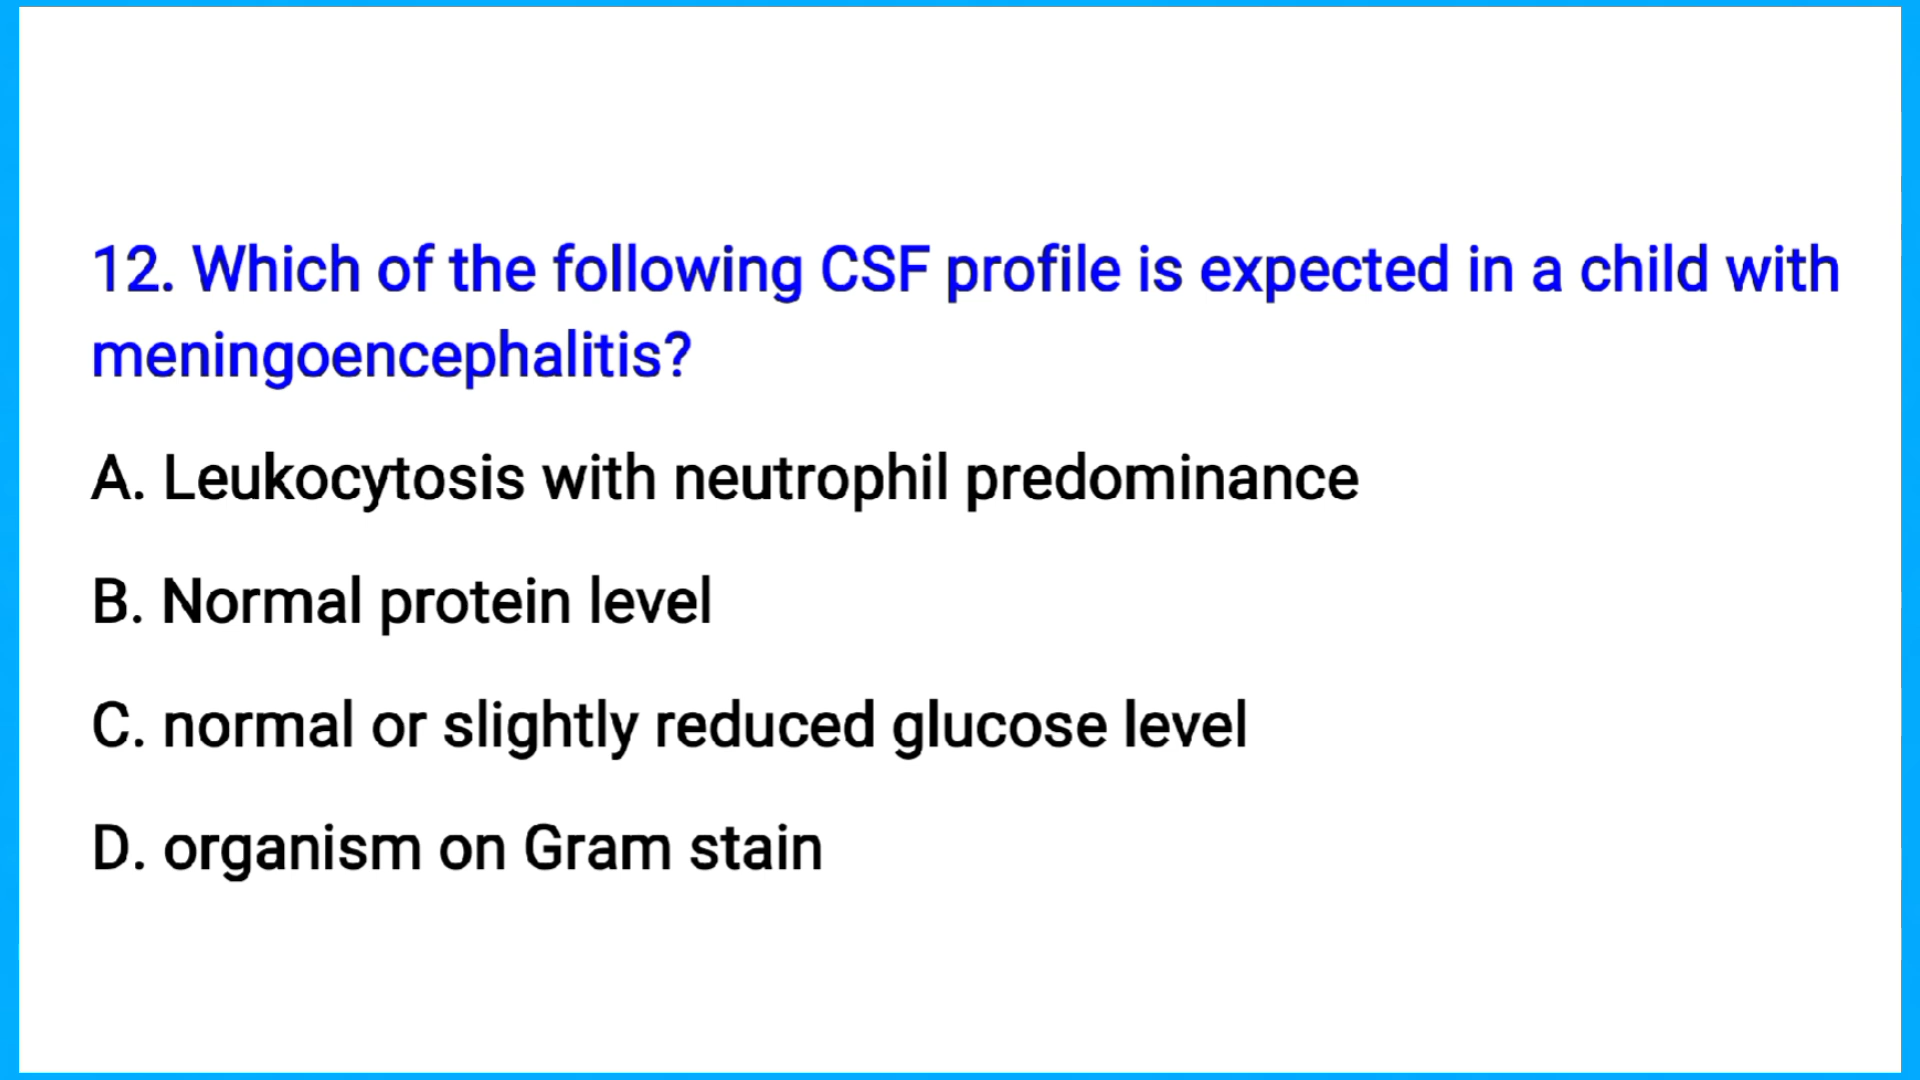 12. Which of the following CSF profile is expected in a child with
meningoencephalitis?
A. Leukocytosis with neutrophil predominance
B. Normal protein level
C. normal or slightly reduced glucose level
D. organism on Gram stain